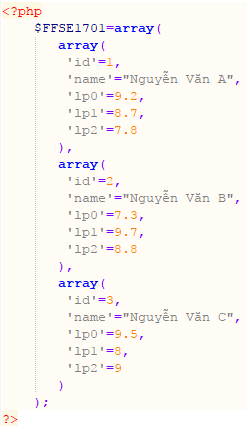 <?php
$FFSE1701=array(
array(
'id'=1,
'name'="Nguyễn Văn A",
'lp0'=9.2,
'lp1'=8.7,
'lp2'=7.8
),
array(
'id'=2,
'name'="Nguyễn Văn B",
'lp0'=7.3,
'lp1'=9.7,
'lp2'=8.8
),
array(
'id'=3,
'name'="Nguyễn Văn C",
'lp0'=9.5,
'lp1'=8,
'lp2'=9
)
);
?>